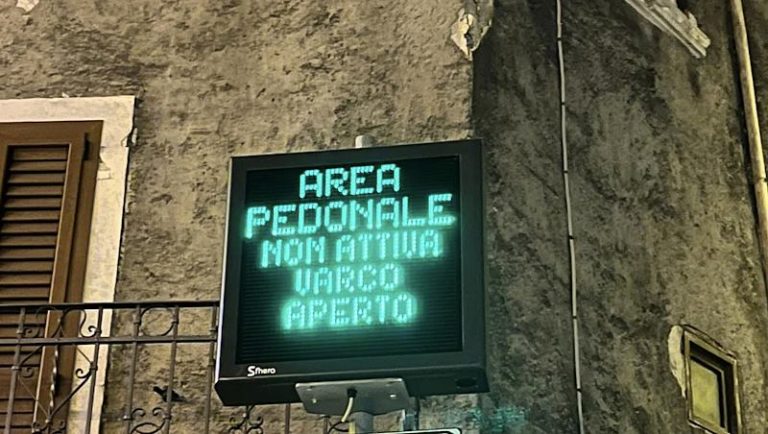 AREA
PEDONALE
NON ATTIVA
VARCO
APERTO
Sfhera